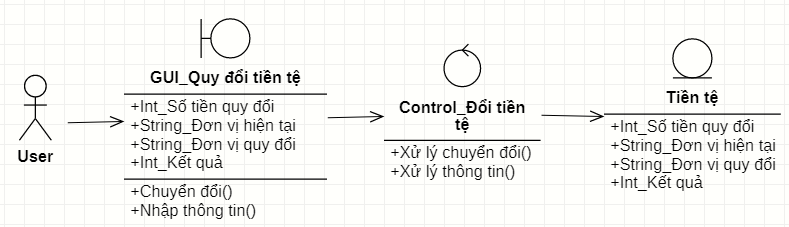 User
GUI_Quy đổi tiền tệ
+Int_Số tiền quy đổi
+String_Đơn vị hiện tại
+String_Đơn vị quy đổi
+Int_Kết quả
+Chuyển đổi()
+Nhập thông tin()
Control_Đổi tiền
tệ
+Xử lý chuyển đổi()
+Xử lý thông tin()
Tiền tệ
+Int_Số tiền quy đổi
+String_Đơn vị hiện tại
+String_Đơn vị quy đổi
+Int_Kết quả